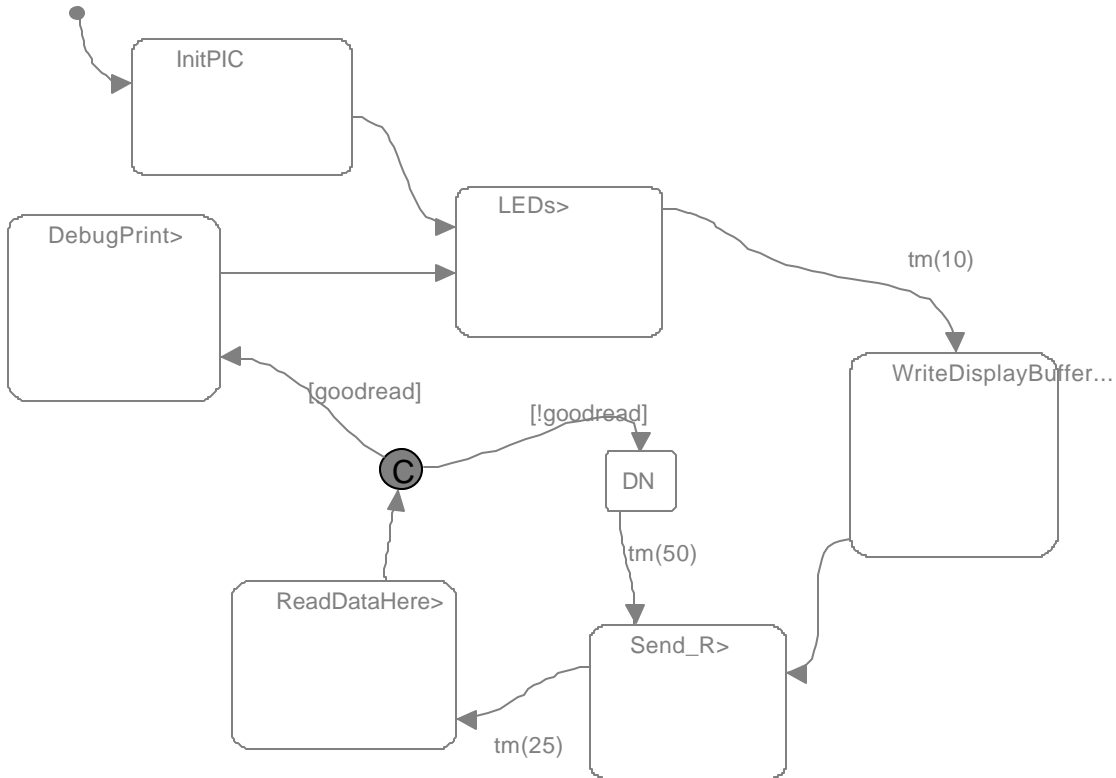 InitPIC
LEDs>
DebugPrint>
tm(10)
WriteDisplayBuffer...
[goodread]
[!goodread]
C
DN
tm(50)
ReadDataHere>
Send_R>
tm(25)